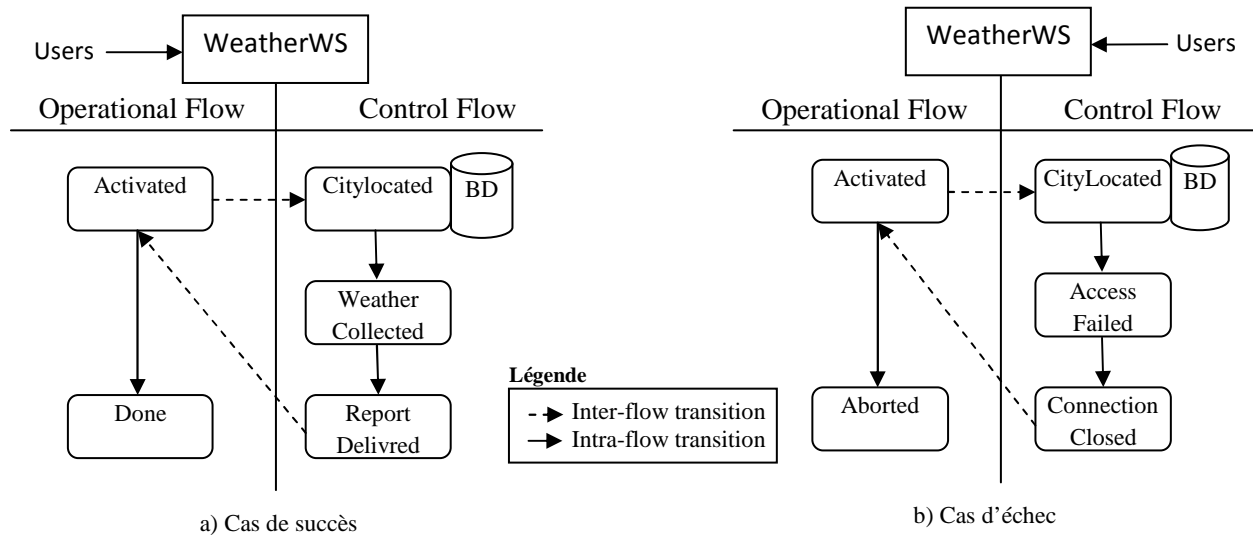 Users
WeatherWS
Operational Flow
Control Flow
Activated
Citylocated
BD
Weather
Collected
Done
Report
Delivred
a) Cas de succès
Légende
Inter-flow transition
Intra-flow transition
WeatherWS
Users
Operational Flow
Control Flow
Activated
CityLocated
BD
Access
Failed
Aborted
Connection
Closed
b) Cas d'échec